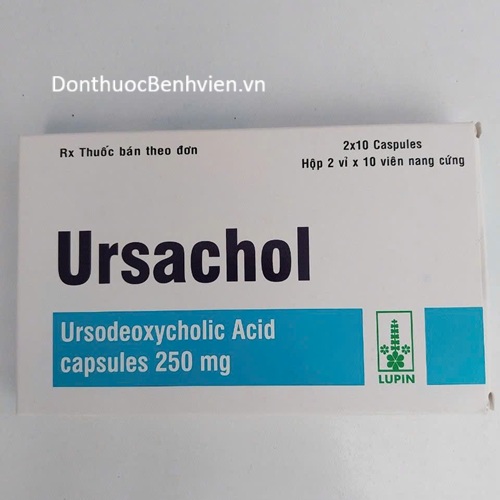 DonthuocBenhvien.vn
Rx Thuốc bán theo đơn
2x10 Caspules
Hộp 2 vỉ x 10 viên nang cứng
Ursachol
Ursodeoxycholic Acid
capsules 250 mg
LUPIN